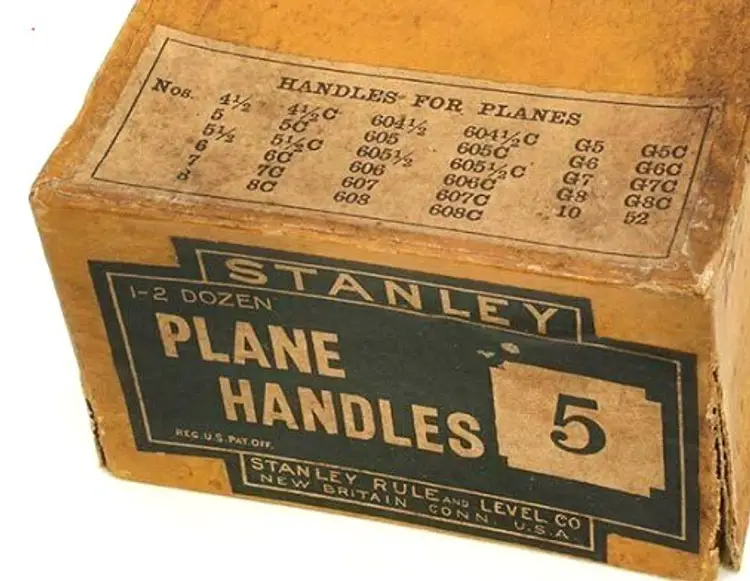 HANDLES FOR PLANES
Nos. 4½ 4½C 604½ 604½C G5 G5C
5 5C 605 605C G6 G6C
5½ 5½C 605½ 605½C G7 G7C
6 6C 606 606C G8 G8C
7 7C 607 607C 10 52
8 8C 608 608C
STANLEY
1-2 DOZEN
PLANE
HANDLES
5
REG. U.S. PAT. OFF.
STANLEY RULE AND LEVEL CO
NEW BRITAIN CONN. U.S.A.